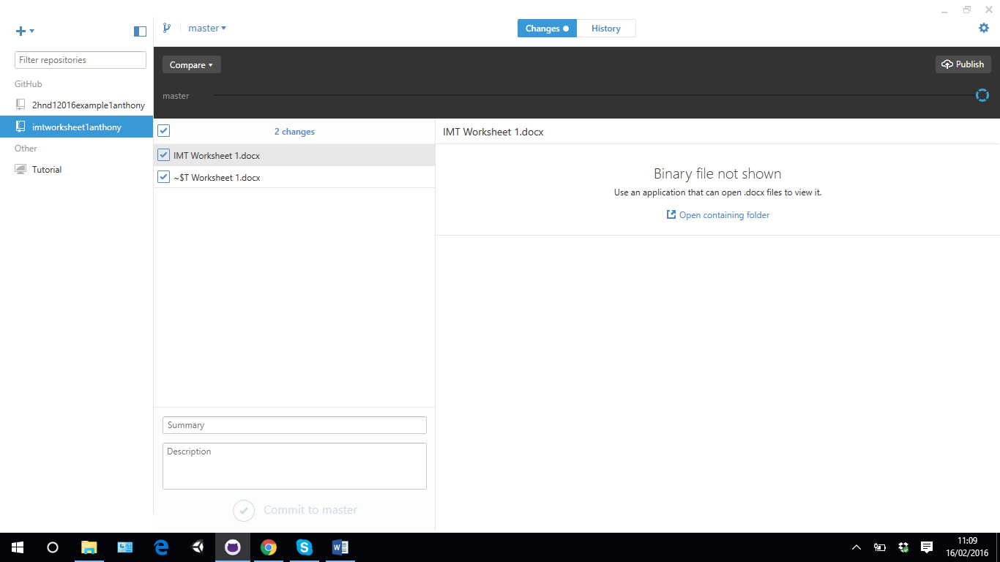 master
Changes
History
Filter repositories
Compare
Publish
GitHub
master
2hnd12016example1anthony
imtworksheet1anthony
2 changes
IMT Worksheet 1.docx
Other
IMT Worksheet 1.docx
Tutorial
~$T Worksheet 1.docx
Binary file not shown
Use an application that can open .docx files to view it.
Open containing folder
Summary
Description
Commit to master
11:09
16/02/2016